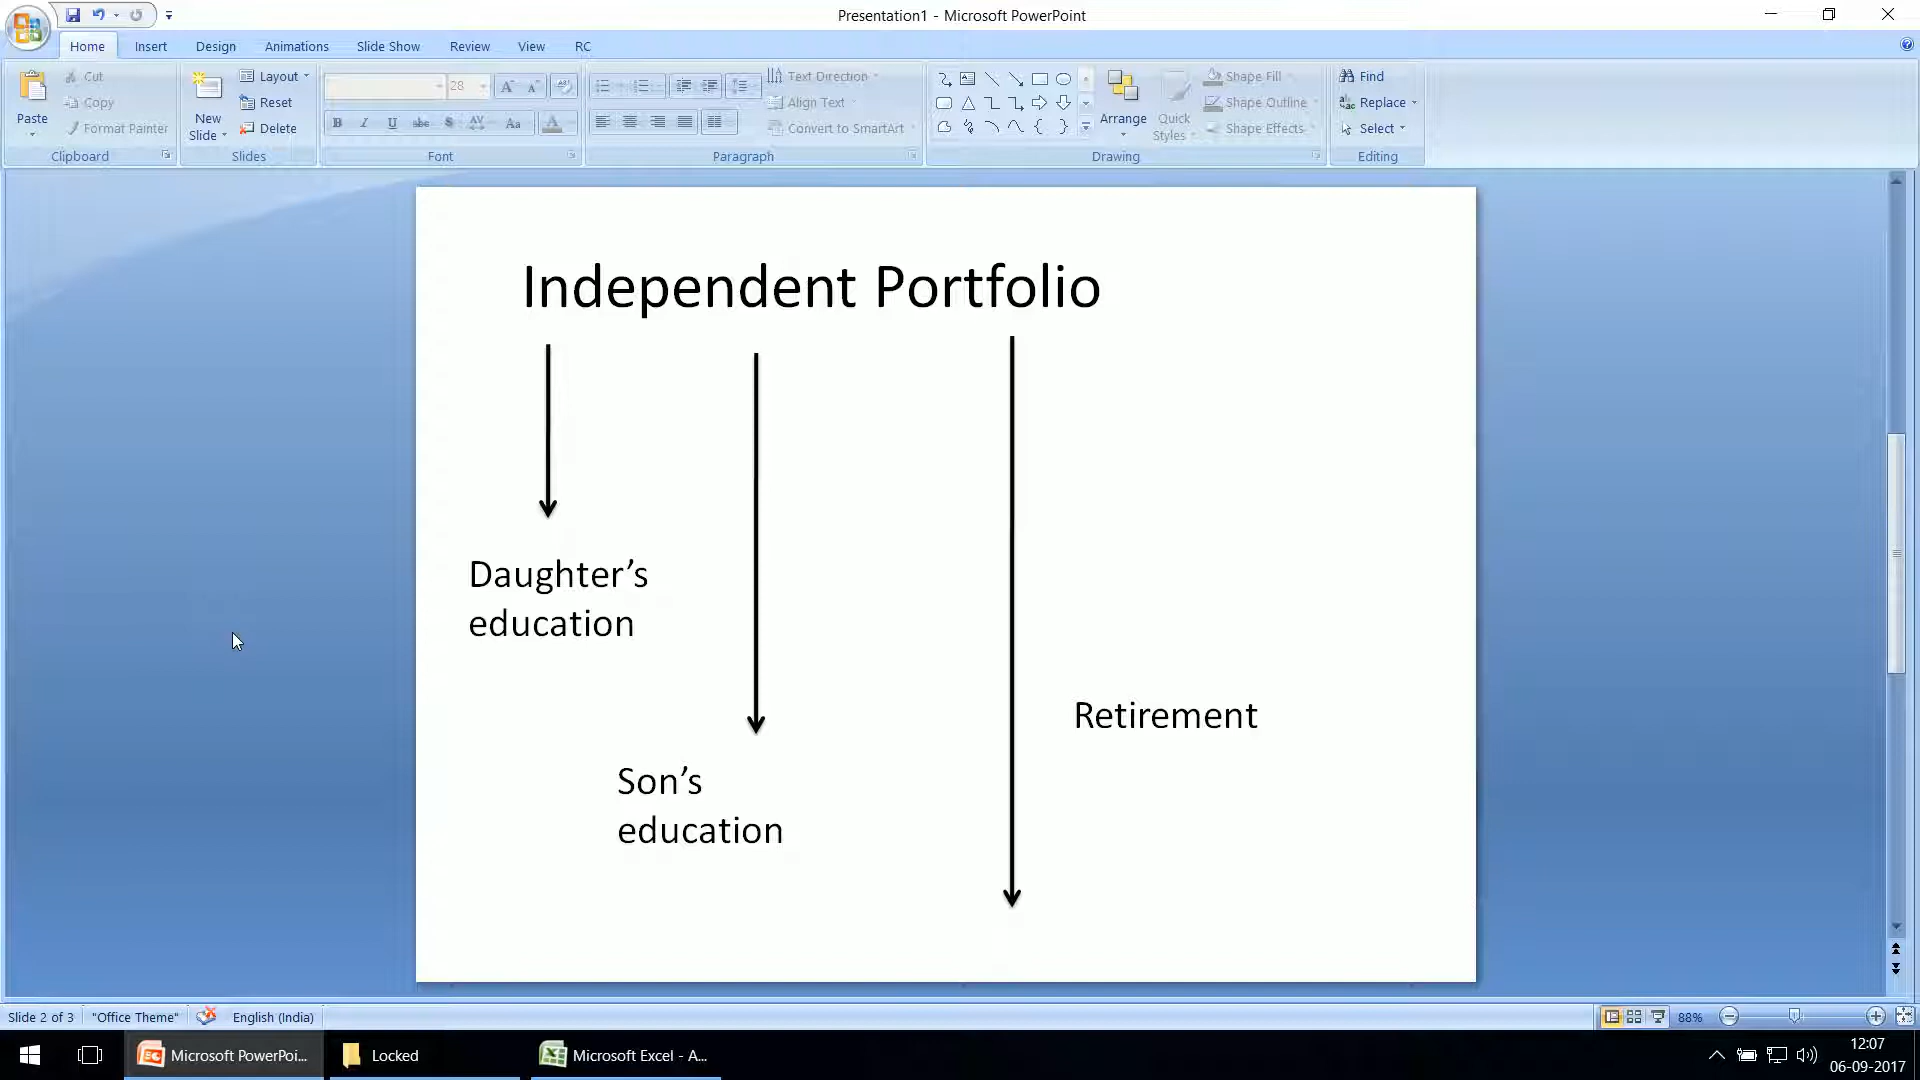 Presentation1 - Microsoft PowerPoint
Home Insert Design Animations Slide Show Review View RC
Paste
Cut
Copy
Format Painter
Clipboard
New Slide
Layout
Reset
Delete
Slides
28
B I U abc S AV Aa A
Font
Text Direction
Align Text
Convert to SmartArt
Paragraph
Arrange
Quick Styles
Shape Fill
Shape Outline
Shape Effects
Drawing
Find
Replace
Select
Editing
Independent Portfolio
Daughter’s
education
Retirement
Son’s
education
Slide 2 of 3 "Office Theme" English (India) 88%
Microsoft PowerPoi... Locked Microsoft Excel - A...
12:07
06-09-2017